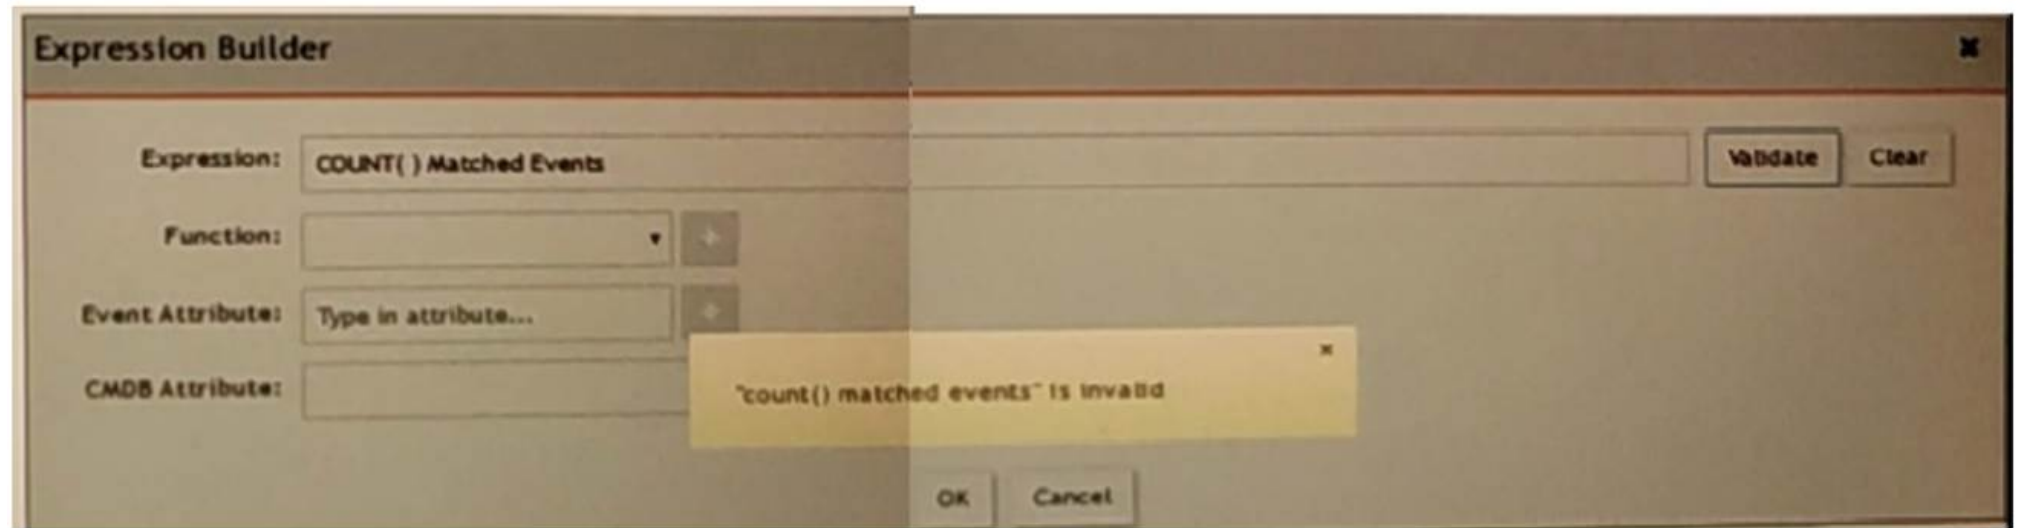 Expression Builder
Expression: COUNT( ) Matched Events Validate Clear
Function:
Event Attribute: Type in attribute...
CMDB Attribute:
"count() matched events" is invalid
OK Cancel